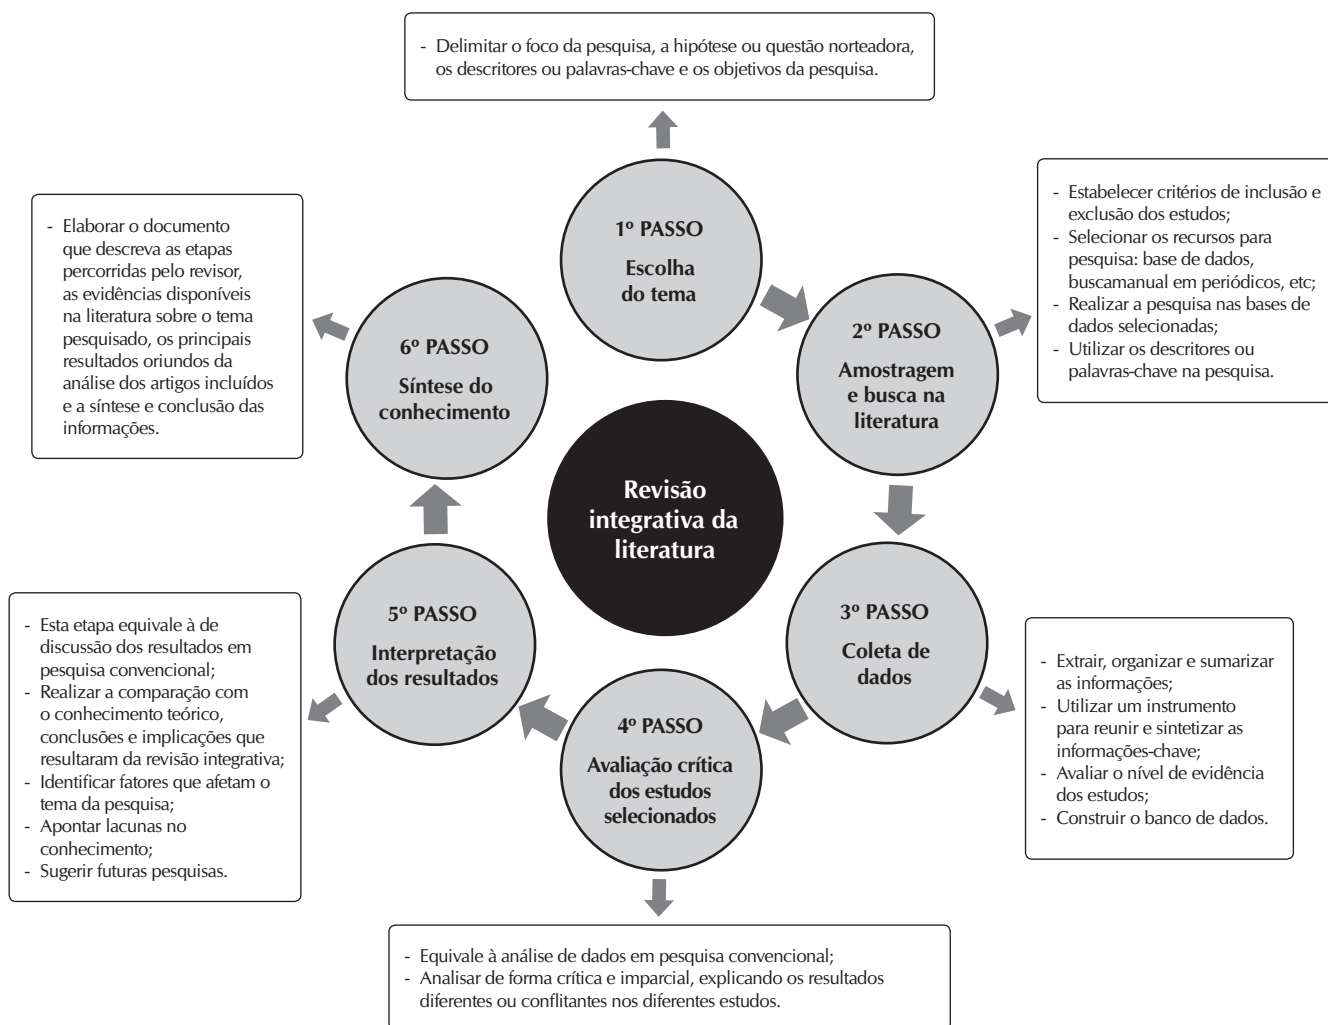 - Delimitar o foco da pesquisa, a hipótese ou questão norteadora,
os descritores ou palavras-chave e os objetivos da pesquisa.
1º PASSO
Escolha
do tema
2º PASSO
Amostragem
e busca na
literatura
- Estabelecer critérios de inclusão e
exclusão dos estudos;
- Selecionar os recursos para
pesquisa: base de dados,
buscamanual em periódicos, etc;
- Realizar a pesquisa nas bases de
dados selecionadas;
- Utilizar os descritores ou
palavras-chave na pesquisa.
3º PASSO
Coleta de
dados
- Extrair, organizar e sumarizar
as informações;
- Utilizar um instrumento
para reunir e sintetizar as
informações-chave;
- Avaliar o nível de evidência
dos estudos;
- Construir o banco de dados.
4º PASSO
Avaliação crítica
dos estudos
selecionados
- Equivale à análise de dados em pesquisa convencional;
- Analisar de forma crítica e imparcial, explicando os resultados
diferentes ou conflitantes nos diferentes estudos.
5º PASSO
Interpretação
dos resultados
- Esta etapa equivale à de
discussão dos resultados em
pesquisa convencional;
- Realizar a comparação com
o conhecimento teórico,
conclusões e implicações que
resultaram da revisão integrativa;
- Identificar fatores que afetam o
tema da pesquisa;
- Apontar lacunas no
conhecimento;
- Sugerir futuras pesquisas.
6º PASSO
Síntese do
conhecimento
- Elaborar o documento
que descreva as etapas
percorridas pelo revisor,
as evidências disponíveis
na literatura sobre o tema
pesquisado, os principais
resultados oriundos da
análise dos artigos incluídos
e a síntese e conclusão das
informações.
Revisão
integrativa da
literatura